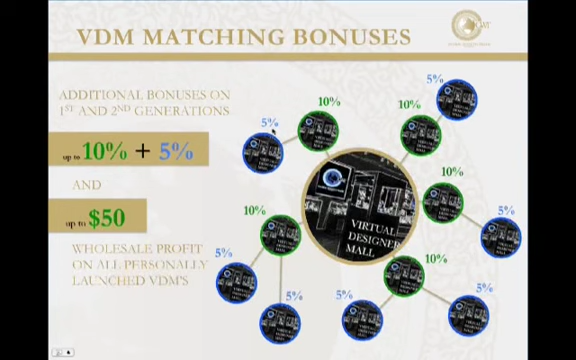 VDM MATCHING BONUSES
ADDITIONAL BONUSES ON
1ST AND 2ND GENERATIONS
up to 10% + 5%
AND
up to $50
WHOLESALE PROFIT
ON ALL PERSONALLY
LAUNCHED VDM'S
5%
10%
10%
5%
10%
5%
10%
5%
5%
10%
5%
5%
VIRTUAL
DESIGNER
MALL